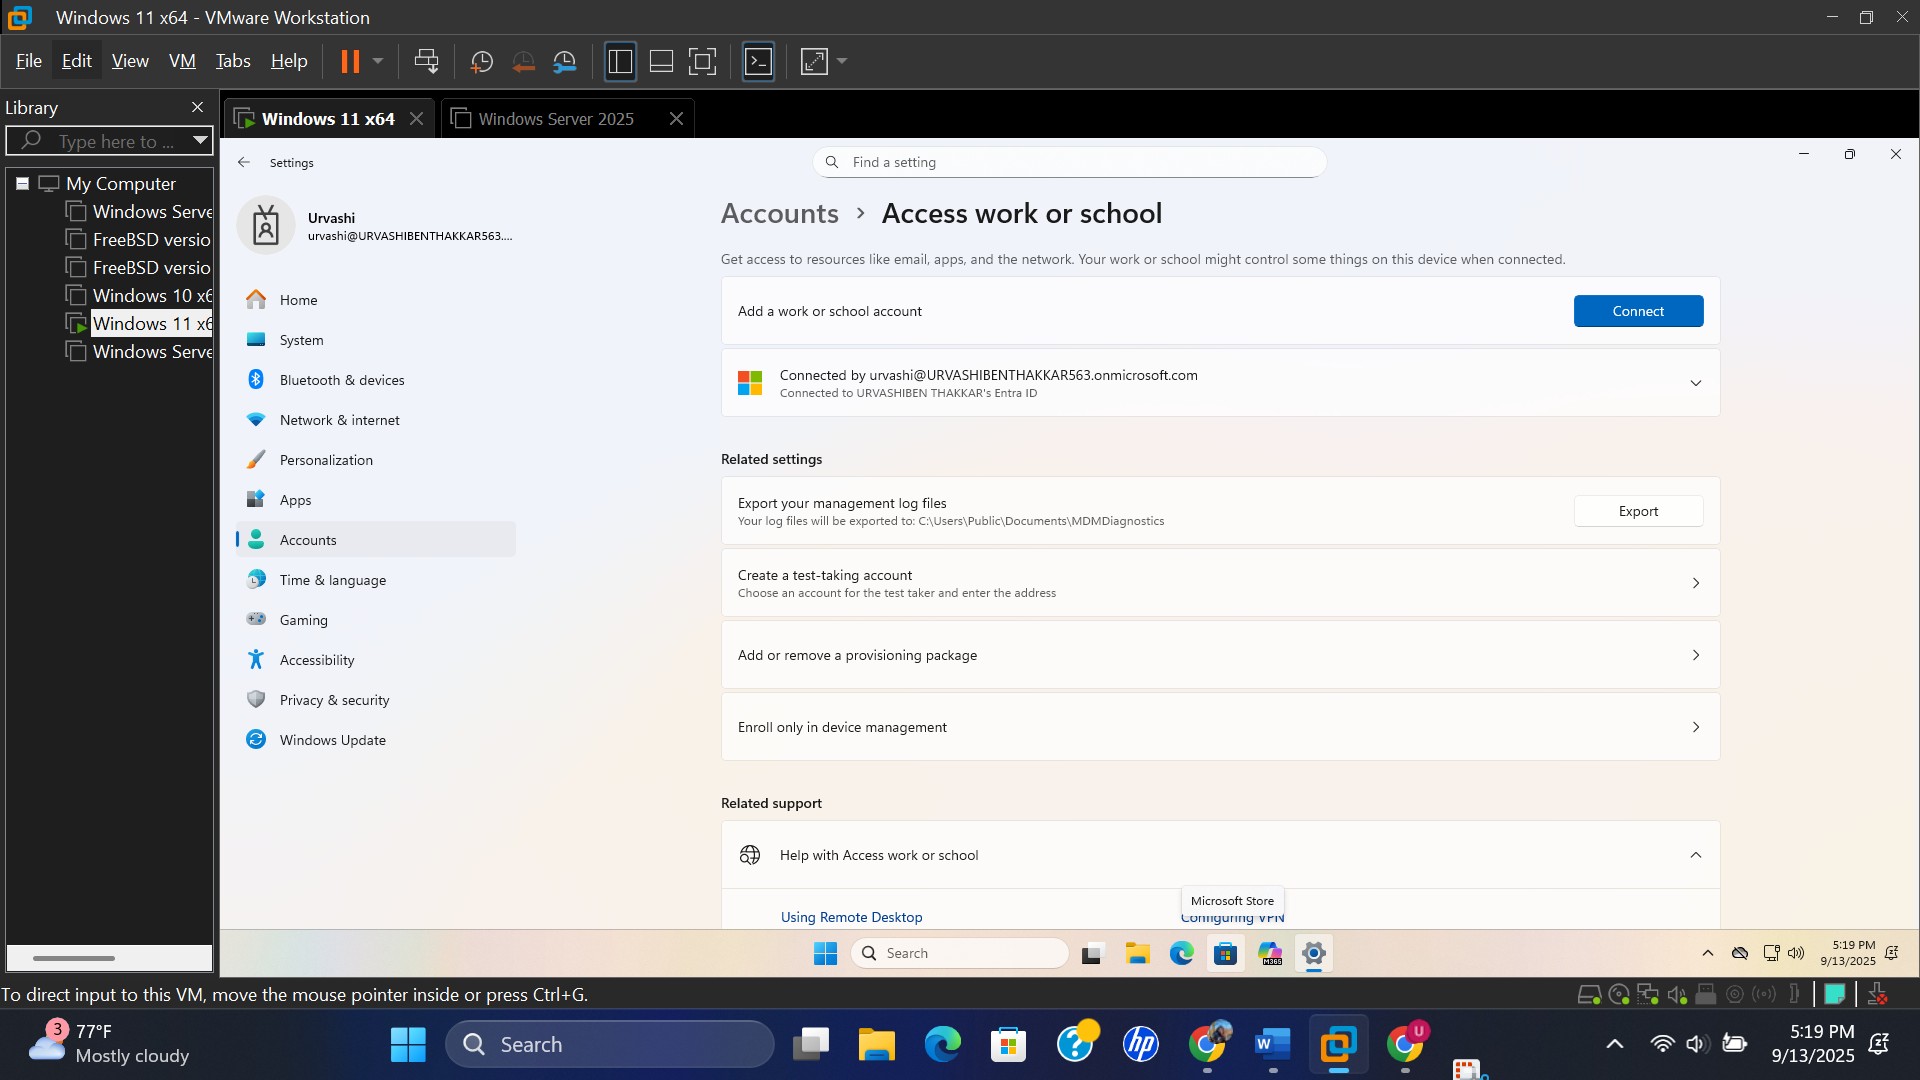 Windows 11 x64 - VMware Workstation
File Edit View VM Tabs Help
Library
Type here to ...
My Computer
Windows Serve
FreeBSD versio
FreeBSD versio
Windows 10 x6
Windows 11 x6
Windows Serve
Windows 11 x64
Windows Server 2025
Settings
Find a setting
Urvashi
urvashi@URVASHIBENTHAKKAR563....
Home
System
Bluetooth & devices
Network & internet
Personalization
Apps
Accounts
Time & language
Gaming
Accessibility
Privacy & security
Windows Update
Accounts > Access work or school
Get access to resources like email, apps, and the network. Your work or school might control some things on this device when connected.
Add a work or school account
Connect
Connected by urvashi@URVASHIBENTHAKKAR563.onmicrosoft.com
Connected to URVASHIBEN THAKKAR's Entra ID
Related settings
Export your management log files
Your log files will be exported to: C:\Users\Public\Documents\MDMDiagnostics
Export
Create a test-taking account
Choose an account for the test taker and enter the address
Add or remove a provisioning package
Enroll only in device management
Related support
Help with Access work or school
Microsoft Store
Using Remote Desktop
Configuring VPN
Search
M365
5:19 PM
9/13/2025
To direct input to this VM, move the mouse pointer inside or press Ctrl+G.
3
77°F
Mostly cloudy
Search
hp
W
U
5:19 PM
9/13/2025